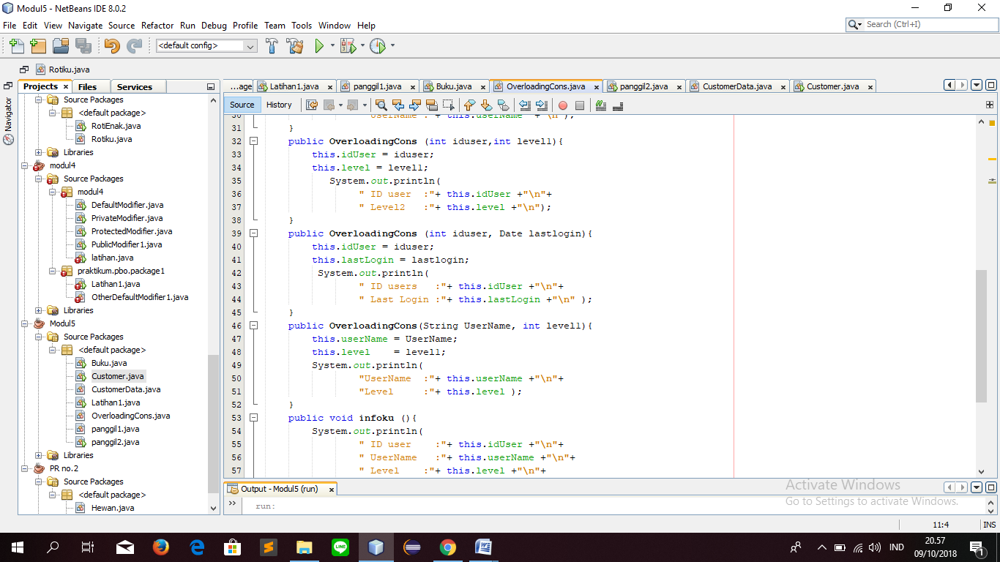 Modul5 - NetBeans IDE 8.0.2
File Edit View Navigate Source Refactor Run Debug Profile Team Tools Window Help
Search (Ctrl+I)
<default config>
Rotiku.java
Navigator
Projects
Files
Services
Source Packages
<default package>
RotiEnak.java
Rotiku.java
Libraries
modul4
Source Packages
modul4
DefaultModifier.java
PrivateModifier.java
ProtectedModifier.java
PublicModifier1.java
latihan.java
praktikum.pbo.package1
Latihan1.java
OtherDefaultModifier1.java
Libraries
Modul5
Source Packages
<default package>
Buku.java
Customer.java
CustomerData.java
Latihan1.java
OverloadingCons.java
panggil1.java
panggil2.java
Libraries
PR no.2
Source Packages
<default package>
Hewan.java
...age Latihan1.java panggil1.java Buku.java OverloadingCons.java panggil2.java CustomerData.java Customer.java
Source History
30 " UserName : "+ this.userName +"\n");
31 }
32 public OverloadingCons (int iduser,int level1){
33 this.idUser = iduser;
34 this.level = level1;
35 System.out.println(
36 " ID user  :"+ this.idUser +"\n"+
37 " Level2   :"+ this.level +"\n");
38 }
39 public OverloadingCons (int iduser, Date lastlogin){
40 this.idUser = iduser;
41 this.lastLogin = lastlogin;
42 System.out.println(
43 " ID users   :"+ this.idUser +"\n"+
44 " Last Login :"+ this.lastLogin +"\n" );
45 }
46 public OverloadingCons(String UserName, int level1){
47 this.userName = UserName;
48 this.level    = level1;
49 System.out.println(
50 "UserName  :"+ this.userName +"\n"+
51 "Level     :"+ this.level );
52 }
53 public void infoku (){
54 System.out.println(
55 " ID user    :"+ this.idUser +"\n"+
56 " UserName   :"+ this.userName +"\n"+
57 " Level    :"+ this.level +"\n"+
Output - Modul5 (run)
run:
Activate Windows
Go to Settings to activate Windows.
11:4 INS
IND
20.57
09/10/2018
1